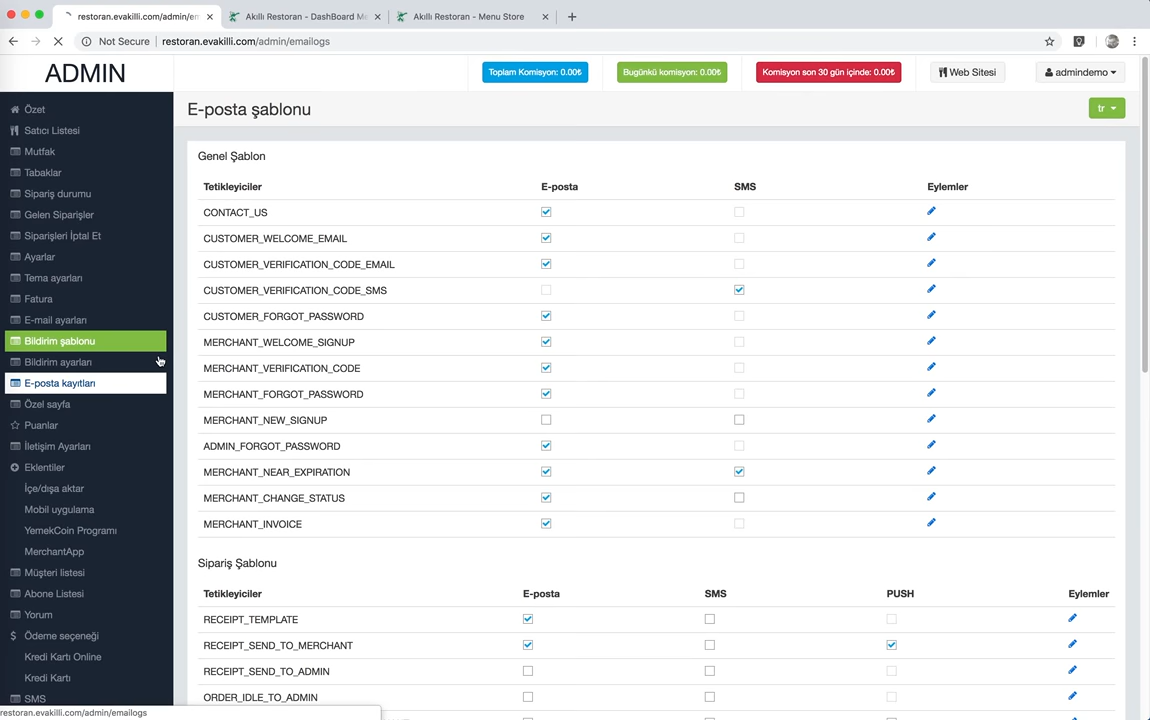 restoran.evakilli.com/admin/em
Akıllı Restoran - DashBoard Me
Akıllı Restoran - Menu Store
Not Secure
restoran.evakilli.com/admin/emailogs
ADMIN
Toplam Komisyon: 0.00₺
Bugünkü komisyon: 0.00₺
Komisyon son 30 gün içinde: 0.00₺
Web Sitesi
admindemo
E-posta şablonu
tr
Özet
Satıcı Listesi
Mutfak
Tabaklar
Sipariş durumu
Gelen Siparişler
Siparişleri İptal Et
Ayarlar
Tema ayarları
Fatura
E-mail ayarları
Bildirim şablonu
Bildirim ayarları
E-posta kayıtları
Özel sayfa
Puanlar
İletişim Ayarları
Eklentiler
İçe/dışa aktar
Mobil uygulama
YemekCoin Programı
MerchantApp
Müşteri listesi
Abone Listesi
Yorum
Ödeme seçeneği
Kredi Kartı Online
Kredi Kartı
SMS
Genel Şablon
Tetikleyiciler E-posta SMS Eylemler
CONTACT_US
CUSTOMER_WELCOME_EMAIL
CUSTOMER_VERIFICATION_CODE_EMAIL
CUSTOMER_VERIFICATION_CODE_SMS
CUSTOMER_FORGOT_PASSWORD
MERCHANT_WELCOME_SIGNUP
MERCHANT_VERIFICATION_CODE
MERCHANT_FORGOT_PASSWORD
MERCHANT_NEW_SIGNUP
ADMIN_FORGOT_PASSWORD
MERCHANT_NEAR_EXPIRATION
MERCHANT_CHANGE_STATUS
MERCHANT_INVOICE
Sipariş Şablonu
Tetikleyiciler E-posta SMS PUSH Eylemler
RECEIPT_TEMPLATE
RECEIPT_SEND_TO_MERCHANT
RECEIPT_SEND_TO_ADMIN
ORDER_IDLE_TO_ADMIN
restoran.evakilli.com/admin/emailogs